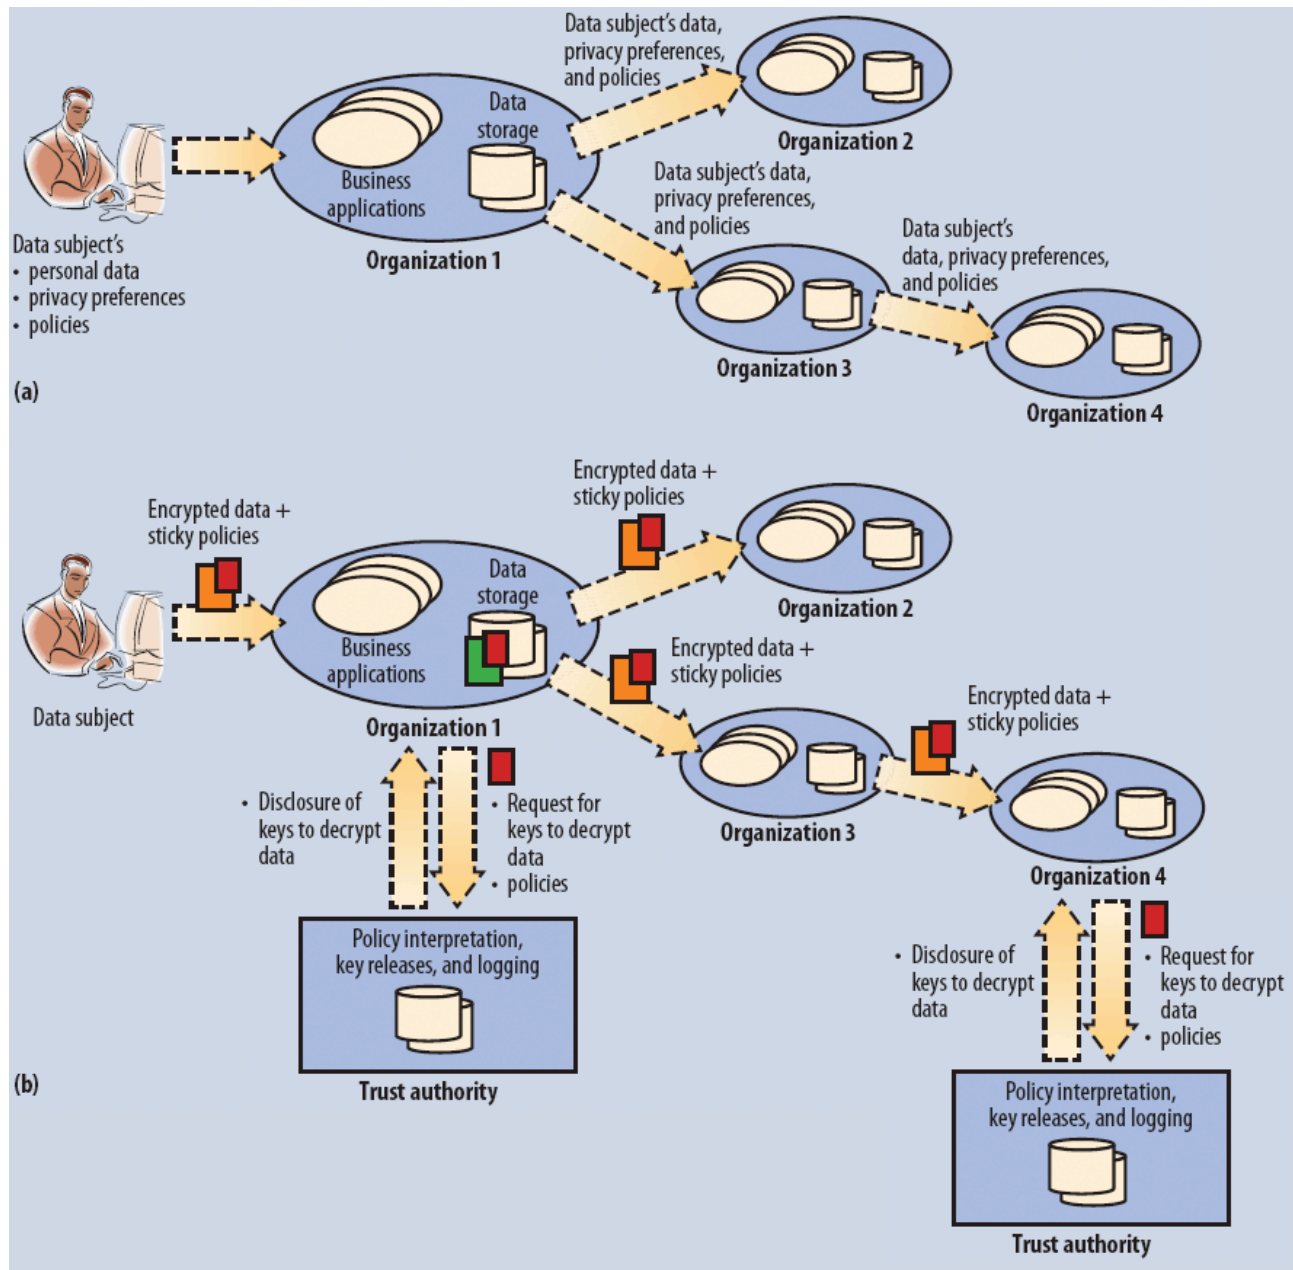 Data subject's data,
privacy preferences,
and policies
Data
storage
Business
applications
Organization 1
Organization 2
Data subject's
• personal data
• privacy preferences
• policies
Data subject's data,
privacy preferences,
and policies
Organization 3
Data subject's
data, privacy preferences,
and policies
Organization 4
(a)
Encrypted data +
sticky policies
Data subject
Data
storage
Business
applications
Organization 1
Encrypted data +
sticky policies
Organization 2
Encrypted data +
sticky policies
Organization 3
Encrypted data +
sticky policies
Organization 4
• Disclosure of
keys to decrypt
data
• Request for
keys to decrypt
data
• policies
Policy interpretation,
key releases, and logging
Trust authority
• Disclosure of
keys to decrypt
data
• Request for
keys to decrypt
data
• policies
Policy interpretation,
key releases, and logging
Trust authority
(b)